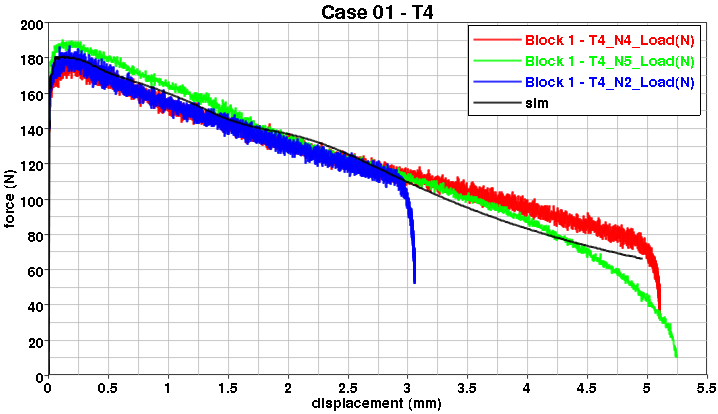 Case 01 - T4
Block 1 - T4_N4_Load(N)
Block 1 - T4_N5_Load(N)
Block 1 - T4_N2_Load(N)
sim
force (N)
200
180
160
140
120
100
80
60
40
20
0
0 0.5 1 1.5 2 2.5 3 3.5 4 4.5 5 5.5
displacement (mm)